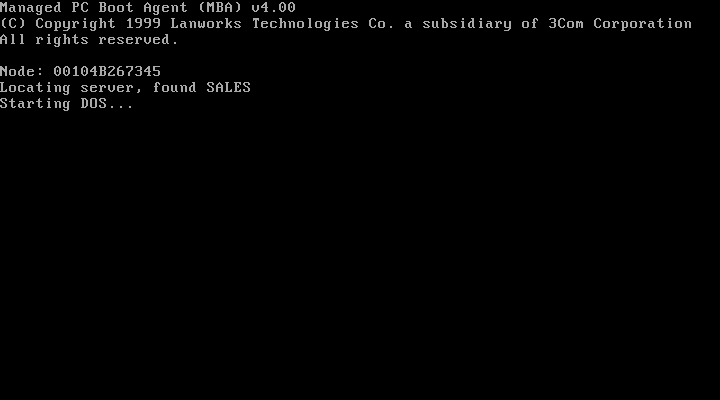 Managed PC Boot Agent (MBA) v4.00
(C) Copyright 1999 Lanworks Technologies Co. a subsidiary of 3Com Corporation
All rights reserved.
Node: 00104B267345
Locating server, found SALES
Starting DOS...